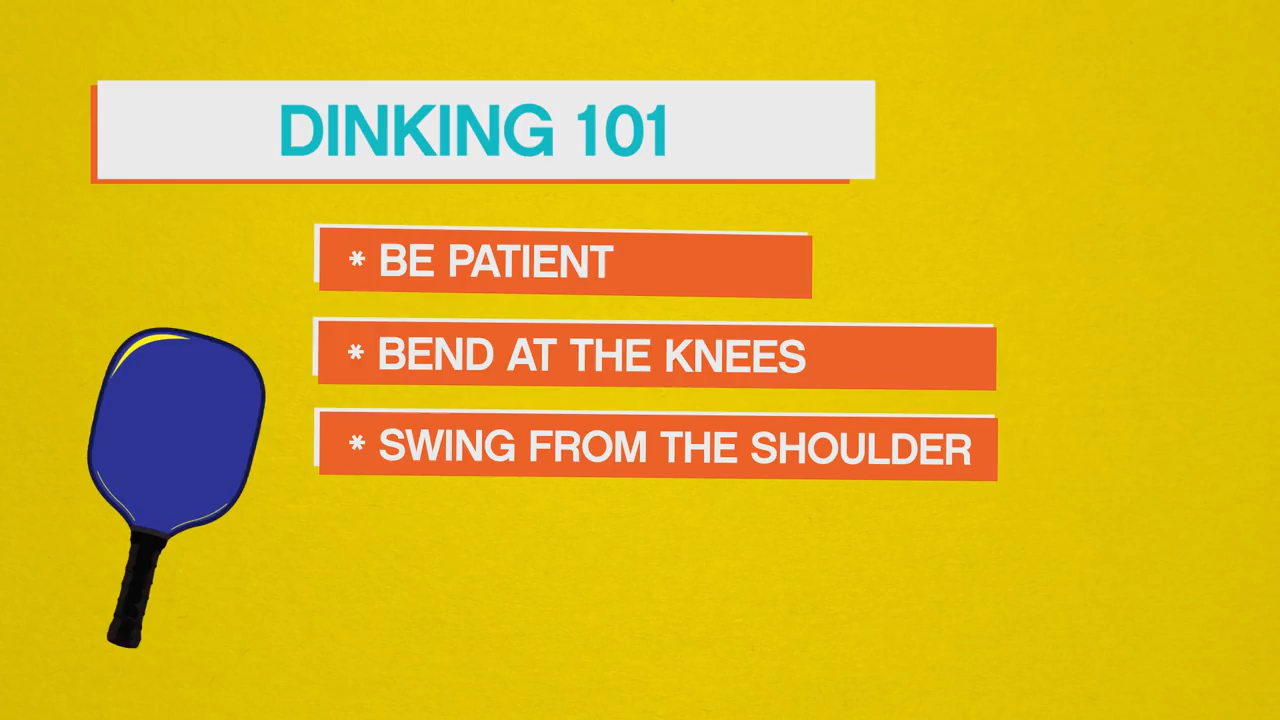 DINKING 101
* BE PATIENT
* BEND AT THE KNEES
* SWING FROM THE SHOULDER